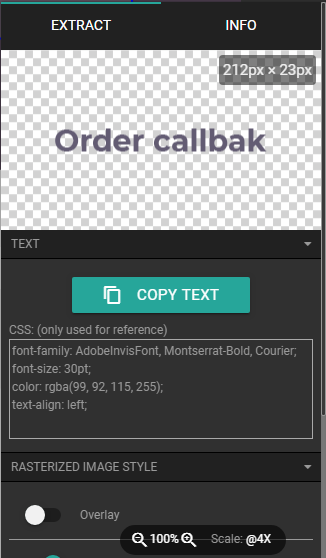 EXTRACT
INFO
212px × 23px
Order callbak
TEXT
COPY TEXT
CSS: (only used for reference)
font-family: AdobeInvisFont, Montserrat-Bold, Courier;
font-size: 30pt;
color: rgba(99, 92, 115, 255);
text-align: left;
RASTERIZED IMAGE STYLE
Overlay
100%
Scale: @4X